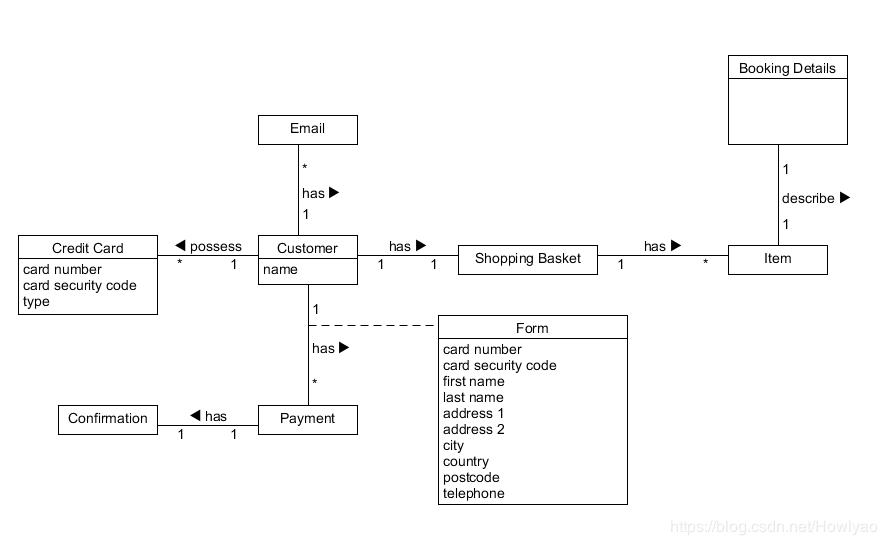 Booking Details
Email
*
1
has ▶
describe ▶
1
1
◀ possess
Credit Card
Customer
has ▶
Shopping Basket
has ▶
Item
card number
card security code
type
*
1
name
1
1
1
*
1
Form
has ▶
card number
card security code
first name
last name
address 1
address 2
city
country
postcode
telephone
*
◀ has
Confirmation
Payment
1
1
https://blog.csdn.net/Howlyao